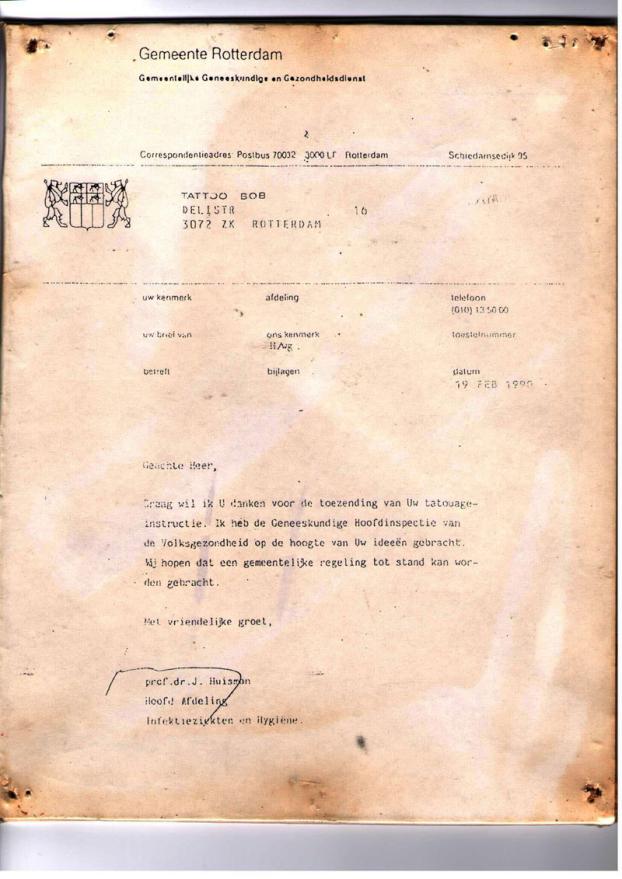 Gemeente Rotterdam
Gemeentelijke Geneeskundige en Gezondheidsdienst
2
Correspondentieadres: Postbus 70032 3000 LP Rotterdam Schiedamsedijk 95
TATTJO BOB
DELISTR 16
3072 ZK ROTTERDAM
uw kenmerk afdeling telefoon
(010) 13 50 00
uw brief van ons kenmerk toestelnummer
betreft bijlagen datum
19 FEB 1990
Geachte Heer,
Graag wil ik U danken voor de toezending van Uw tatouage-
instructie. Ik heb de Geneeskundige Hoofdinspectie van
de Volksgezondheid op de hoogte van Uw ideeën gebracht.
Wij hopen dat een gemeentelijke regeling tot stand kan wor-
den gebracht.
Met vriendelijke groet,
prof.dr.J. Huisman
Hoofd Afdeling
Infektieziekten en Hygiëne.